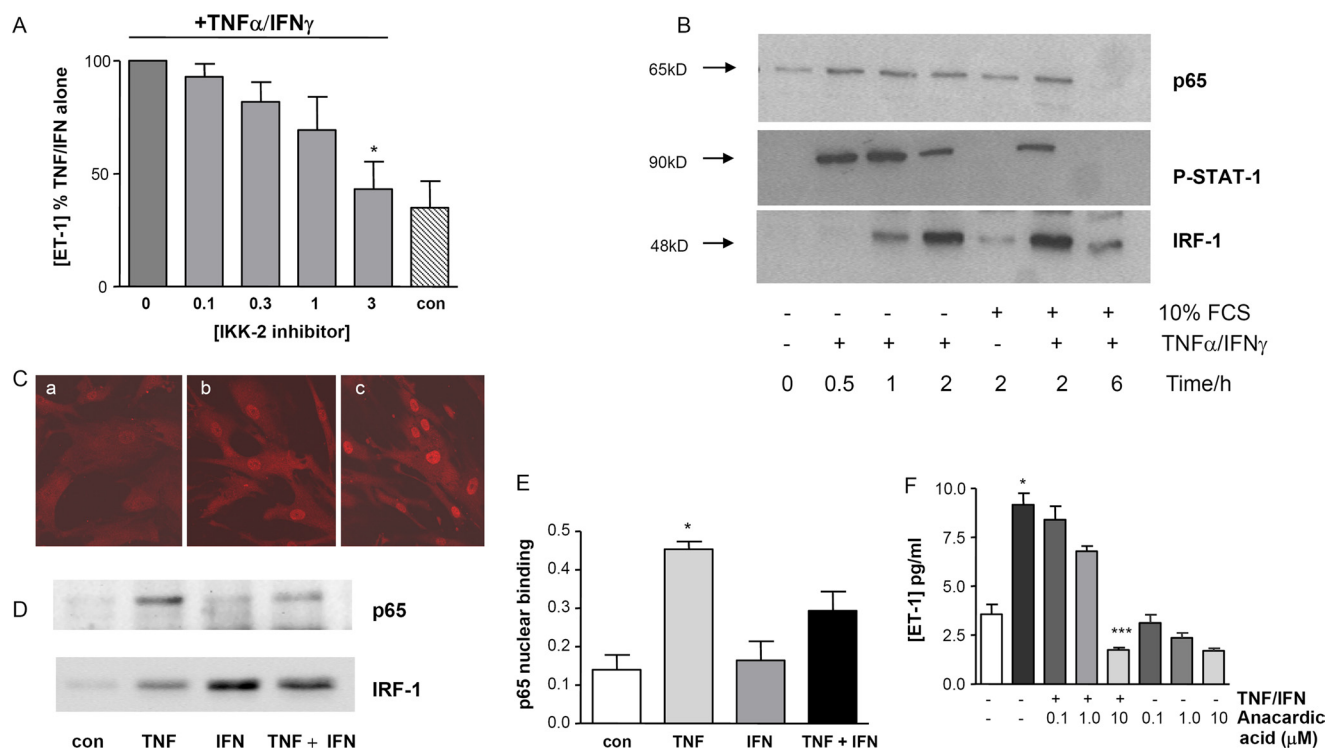 A
+TNFα/IFNγ
[ET-1] % TNF/IFN alone
100
50
0
*
0 0.1 0.3 1 3 con
[IKK-2 inhibitor]
B
65kD
p65
90kD
P-STAT-1
48kD
IRF-1
- - - - + + + 10% FCS
- + + + - + + TNFα/IFNγ
0 0.5 1 2 2 2 6 Time/h
C
a b c
D
p65
IRF-1
con TNF IFN TNF + IFN
E
p65 nuclear binding
0.5
0.4
0.3
0.2
0.1
0.0
*
con TNF IFN TNF + IFN
F
[ET-1] pg/ml
10.0
7.5
5.0
2.5
0.0
*
***
- - + + + - - - TNF/IFN
- - 0.1 1.0 10 0.1 1.0 10 Anacardic
acid (μM)